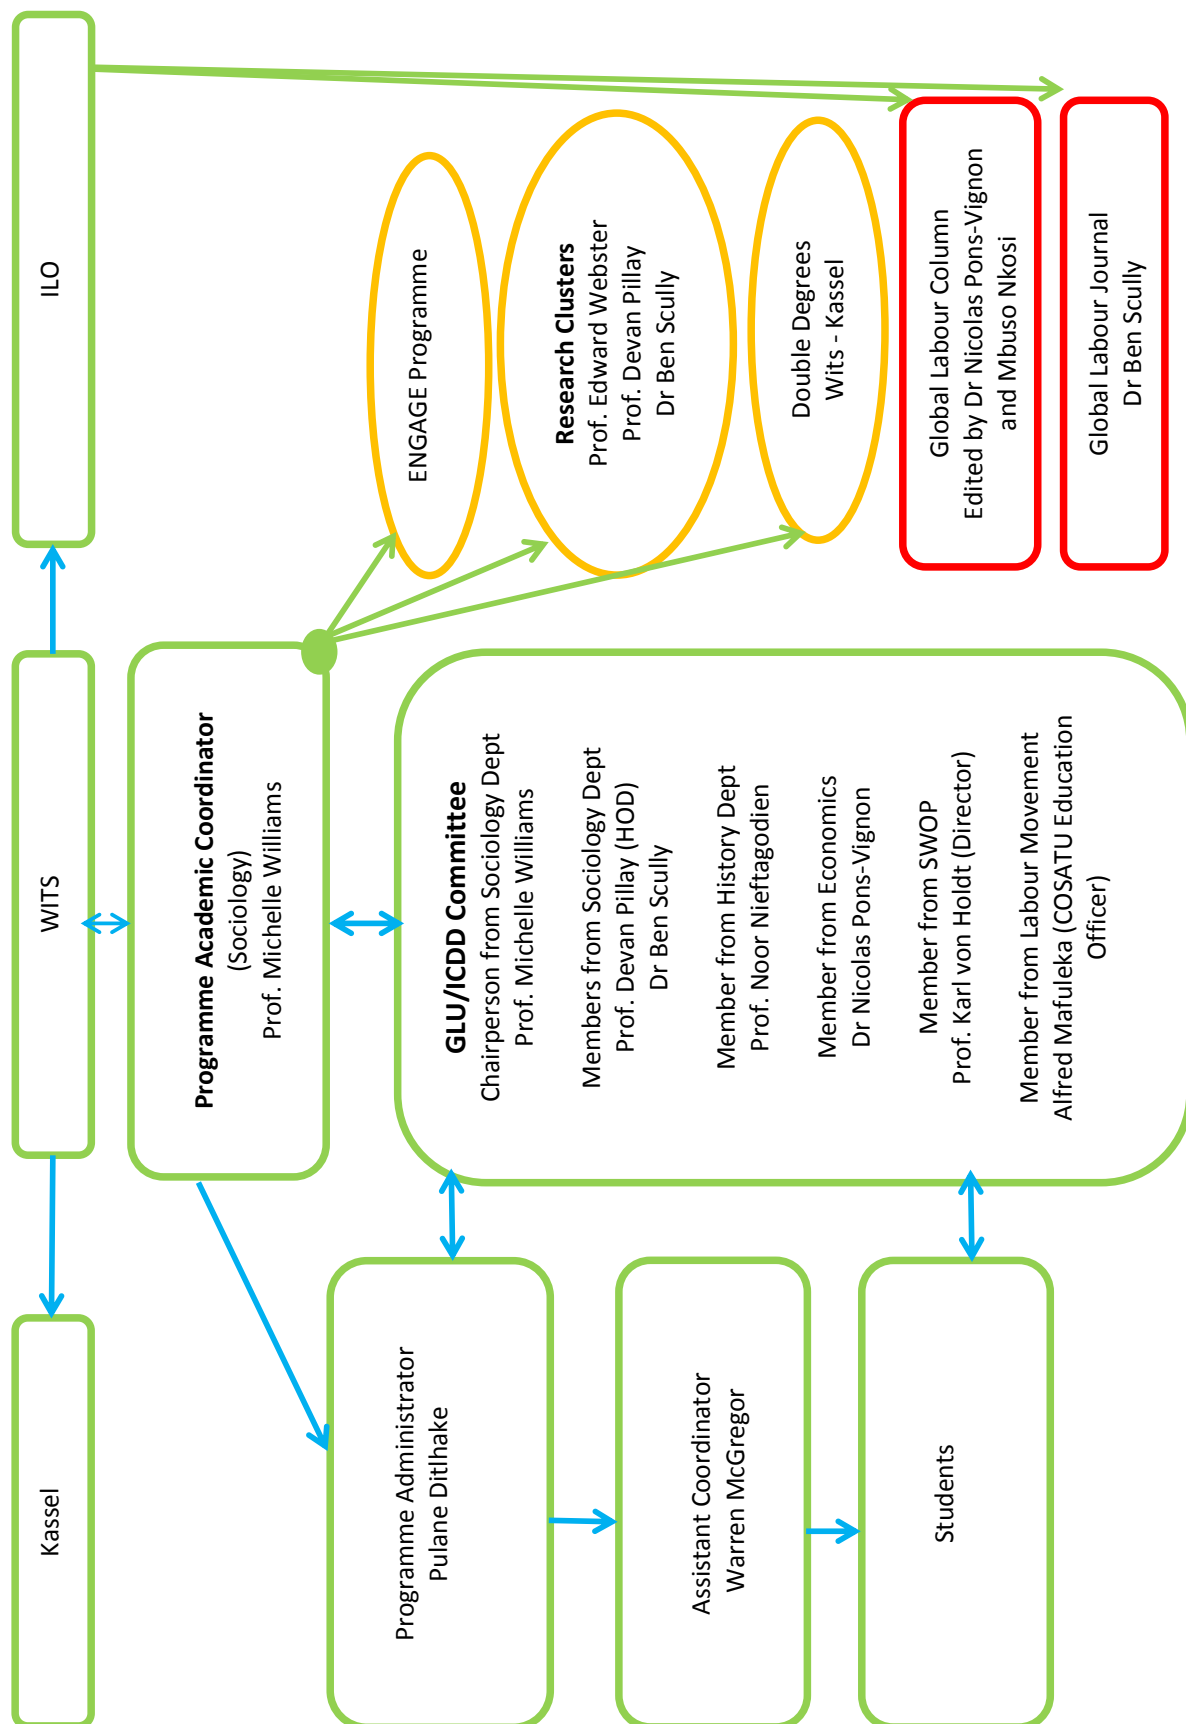 Kassel
WITS
ILO
Programme Academic Coordinator
(Sociology)
Prof. Michelle Williams
Programme Administrator
Pulane Ditlhake
Assistant Coordinator
Warren McGregor
Students
GLU/ICDD Committee
Chairperson from Sociology Dept
Prof. Michelle Williams
Members from Sociology Dept
Prof. Devan Pillay (HOD)
Dr Ben Scully
Member from History Dept
Prof. Noor Nieftagodien
Member from Economics
Dr Nicolas Pons-Vignon
Member from SWOP
Prof. Karl von Holdt (Director)
Member from Labour Movement
Alfred Mafuleka (COSATU Education
Officer)
ENGAGE Programme
Research Clusters
Prof. Edward Webster
Prof. Devan Pillay
Dr Ben Scully
Double Degrees
Wits - Kassel
Global Labour Column
Edited by Dr Nicolas Pons-Vignon
and Mbuso Nkosi
Global Labour Journal
Dr Ben Scully